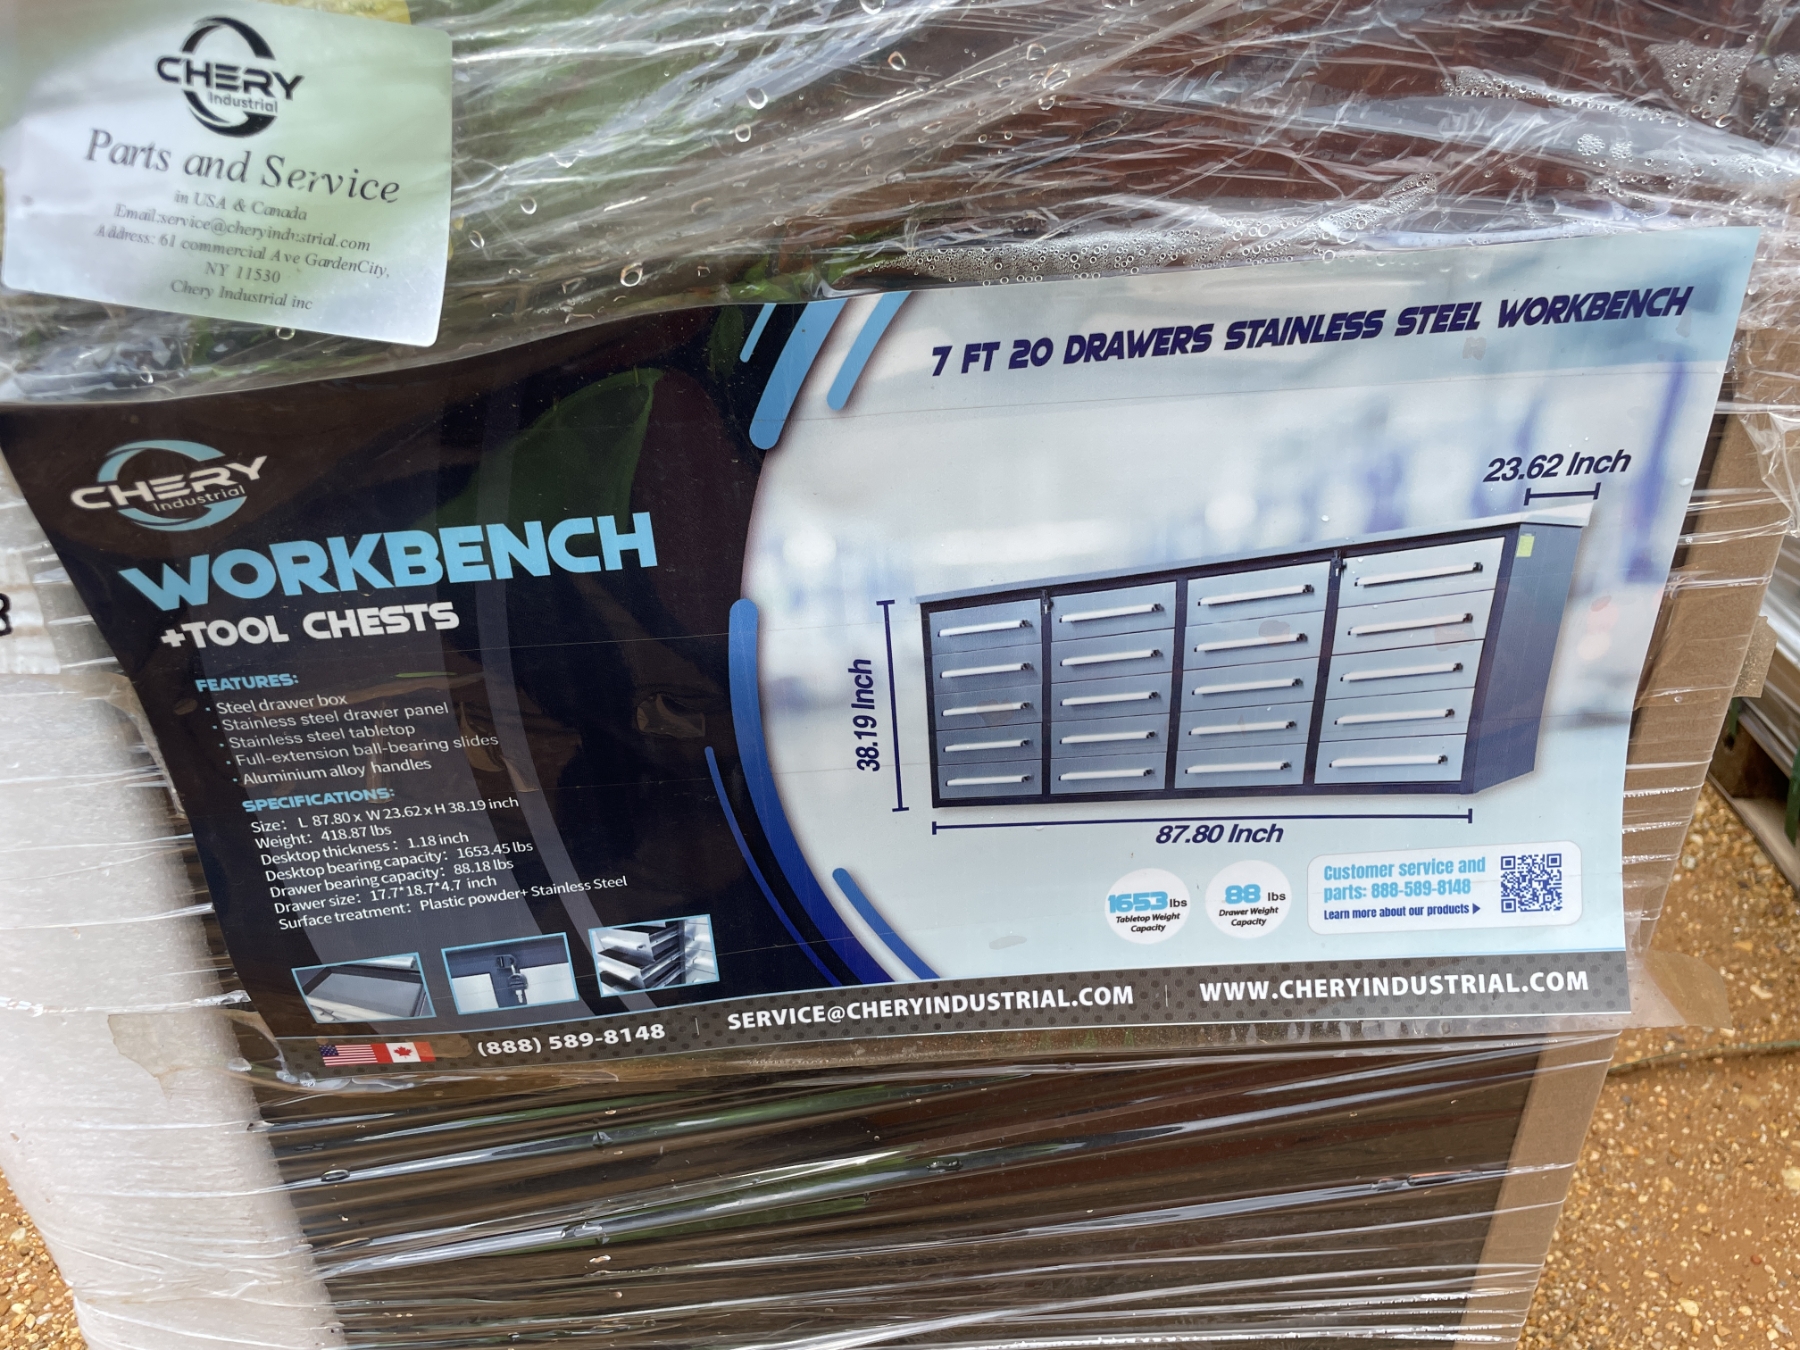 CHERY
Industrial
Parts and Service
in USA & Canada
Email:service@cheryindustrial.com
Address: 61 commercial Ave GardenCity,
NY 11530
Chery Industrial inc
7 FT 20 DRAWERS STAINLESS STEEL WORKBENCH
CHERY
Industrial
WORKBENCH
+TOOL CHESTS
FEATURES:
· Steel drawer box
· Stainless steel drawer panel
· Stainless steel tabletop
· Full-extension ball-bearing slides
· Aluminium alloy handles
SPECIFICATIONS:
Size: L 87.80 x W 23.62 x H 38.19 inch
Weight: 418.87 lbs
Desktop thickness: 1.18 inch
Desktop bearing capacity: 1653.45 lbs
Drawer bearing capacity: 88.18 lbs
Drawer size: 17.7*18.7*4.7 inch
Surface treatment: Plastic powder+ Stainless Steel
23.62 Inch
38.19 Inch
87.80 Inch
1653 lbs
Tabletop Weight
Capacity
88 lbs
Drawer Weight
Capacity
Customer service and
parts: 888-589-8148
Learn more about our products
(888) 589-8148 | SERVICE@CHERYINDUSTRIAL.COM | WWW.CHERYINDUSTRIAL.COM